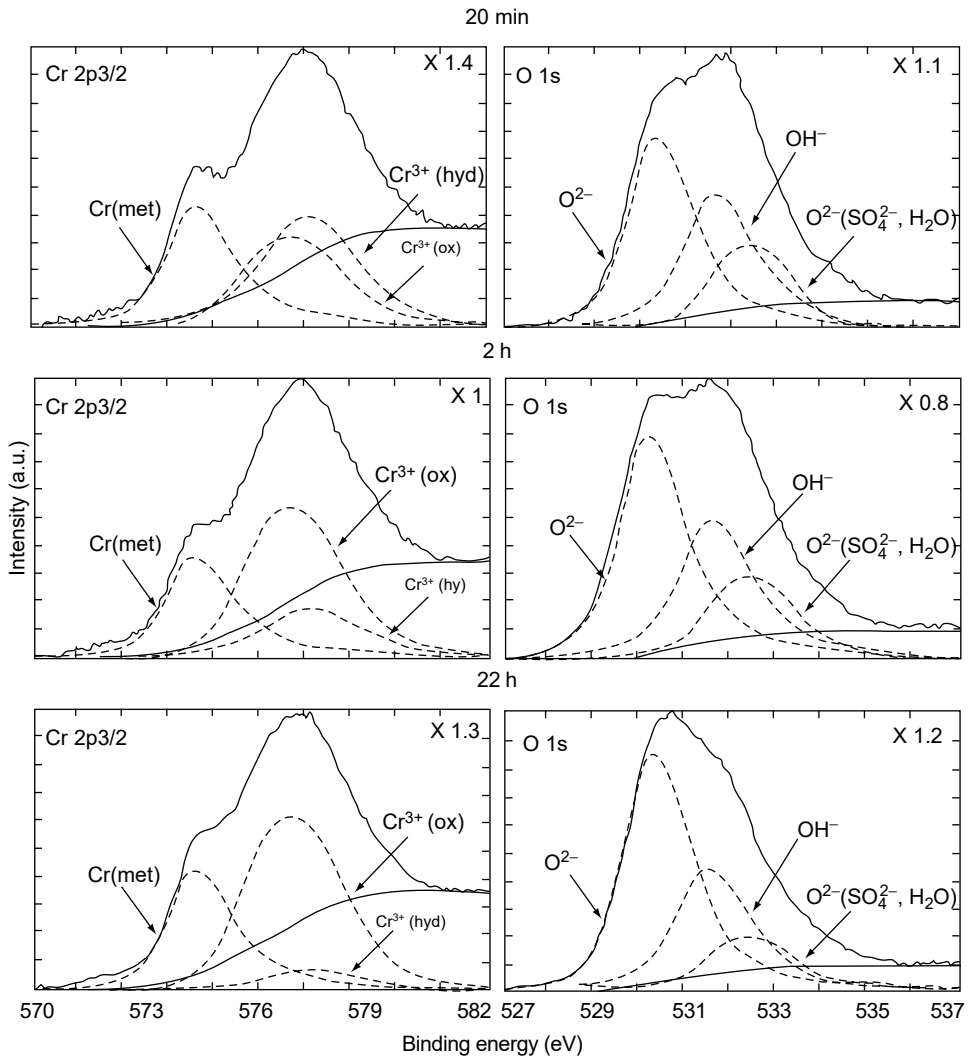 20 min
Cr 2p3/2
X 1.4
Cr(met)
Cr³⁺ (hyd)
Cr³⁺ (ox)
O 1s
X 1.1
O²⁻
OH⁻
O²⁻(SO₄²⁻, H₂O)
2 h
Intensity (a.u.)
Cr 2p3/2
X 1
Cr(met)
Cr³⁺ (ox)
Cr³⁺ (hy)
O 1s
X 0.8
O²⁻
OH⁻
O²⁻(SO₄²⁻, H₂O)
22 h
Cr 2p3/2
X 1.3
Cr(met)
Cr³⁺ (ox)
Cr³⁺ (hyd)
O 1s
X 1.2
O²⁻
OH⁻
O²⁻(SO₄²⁻, H₂O)
570 573 576 579 582
527 529 531 533 535 537
Binding energy (eV)